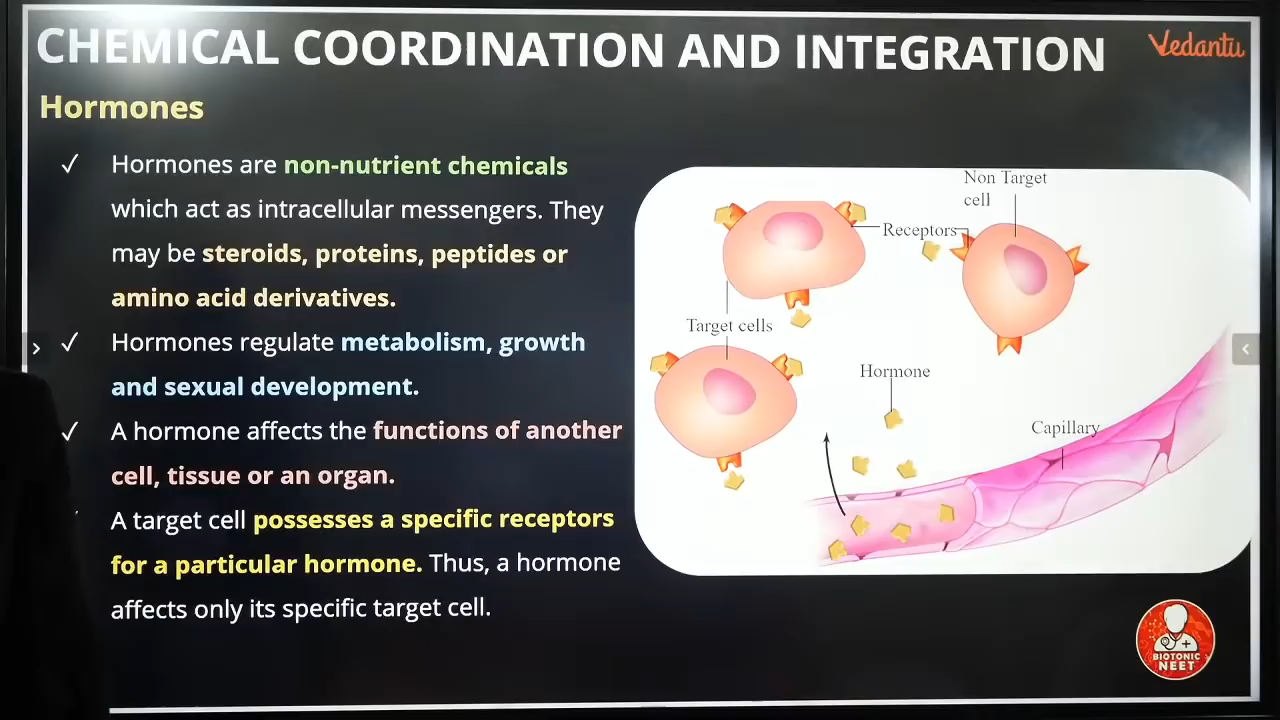 CHEMICAL COORDINATION AND INTEGRATION
Vedantu
Hormones
✓ Hormones are non-nutrient chemicals
which act as intracellular messengers. They
may be steroids, proteins, peptides or
amino acid derivatives.
✓ Hormones regulate metabolism, growth
and sexual development.
✓ A hormone affects the functions of another
cell, tissue or an organ.
A target cell possesses a specific receptors
for a particular hormone. Thus, a hormone
affects only its specific target cell.
Non Target
cell
Receptors
Target cells
Hormone
Capillary
BIOTONIC
NEET